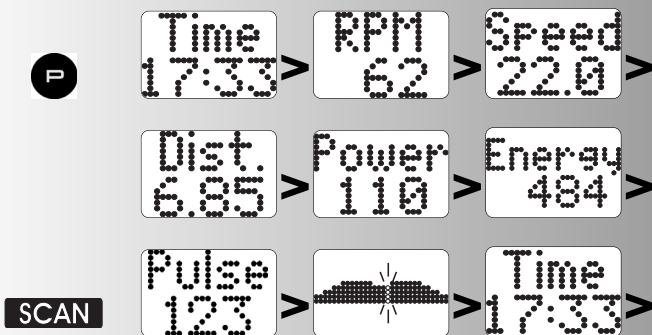 P
Time > RPM > Speed >
17:33 62 22.0
Dist. > Power > Energy >
6.85 110 484
Pulse > > Time >
SCAN 123 17:33